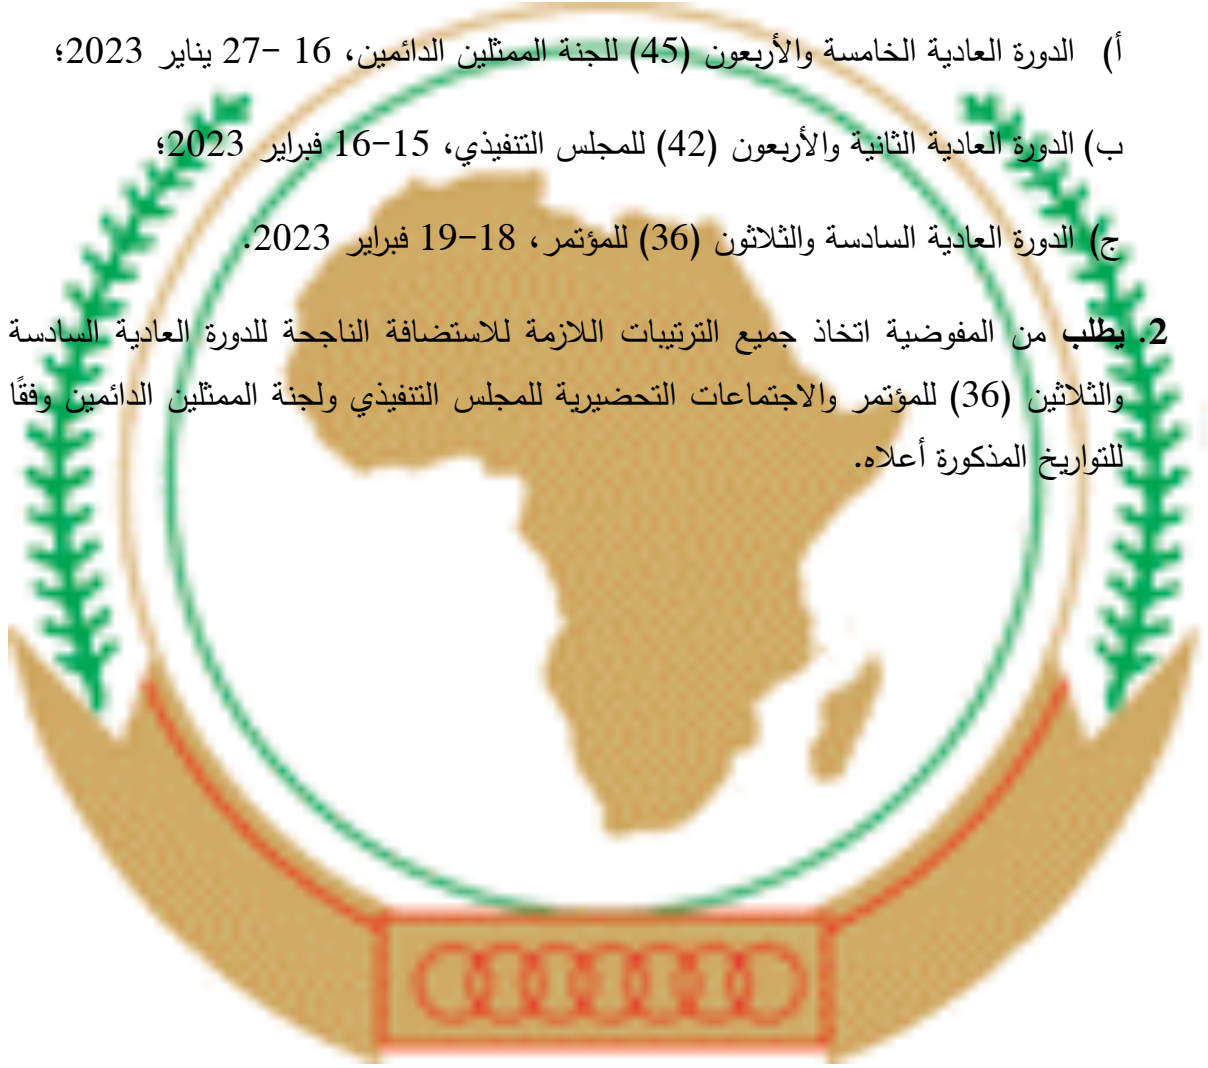 أ) الدورة العادية الخامسة والأربعون (45) للجنة الممثلين الدائمين، 16 -27 يناير 2023؛
ب) الدورة العادية الثانية والأربعون (42) للمجلس التنفيذي، 15-16 فبراير 2023؛
ج) الدورة العادية السادسة والثلاثون (36) للمؤتمر، 18-19 فبراير 2023.
2. يطلب من المفوضية اتخاذ جميع الترتيبات اللازمة للاستضافة الناجحة للدورة العادية السادسة
والثلاثين (36) للمؤتمر والاجتماعات التحضيرية للمجلس التنفيذي ولجنة الممثلين الدائمين وفقًا
للتواريخ المذكورة أعلاه.